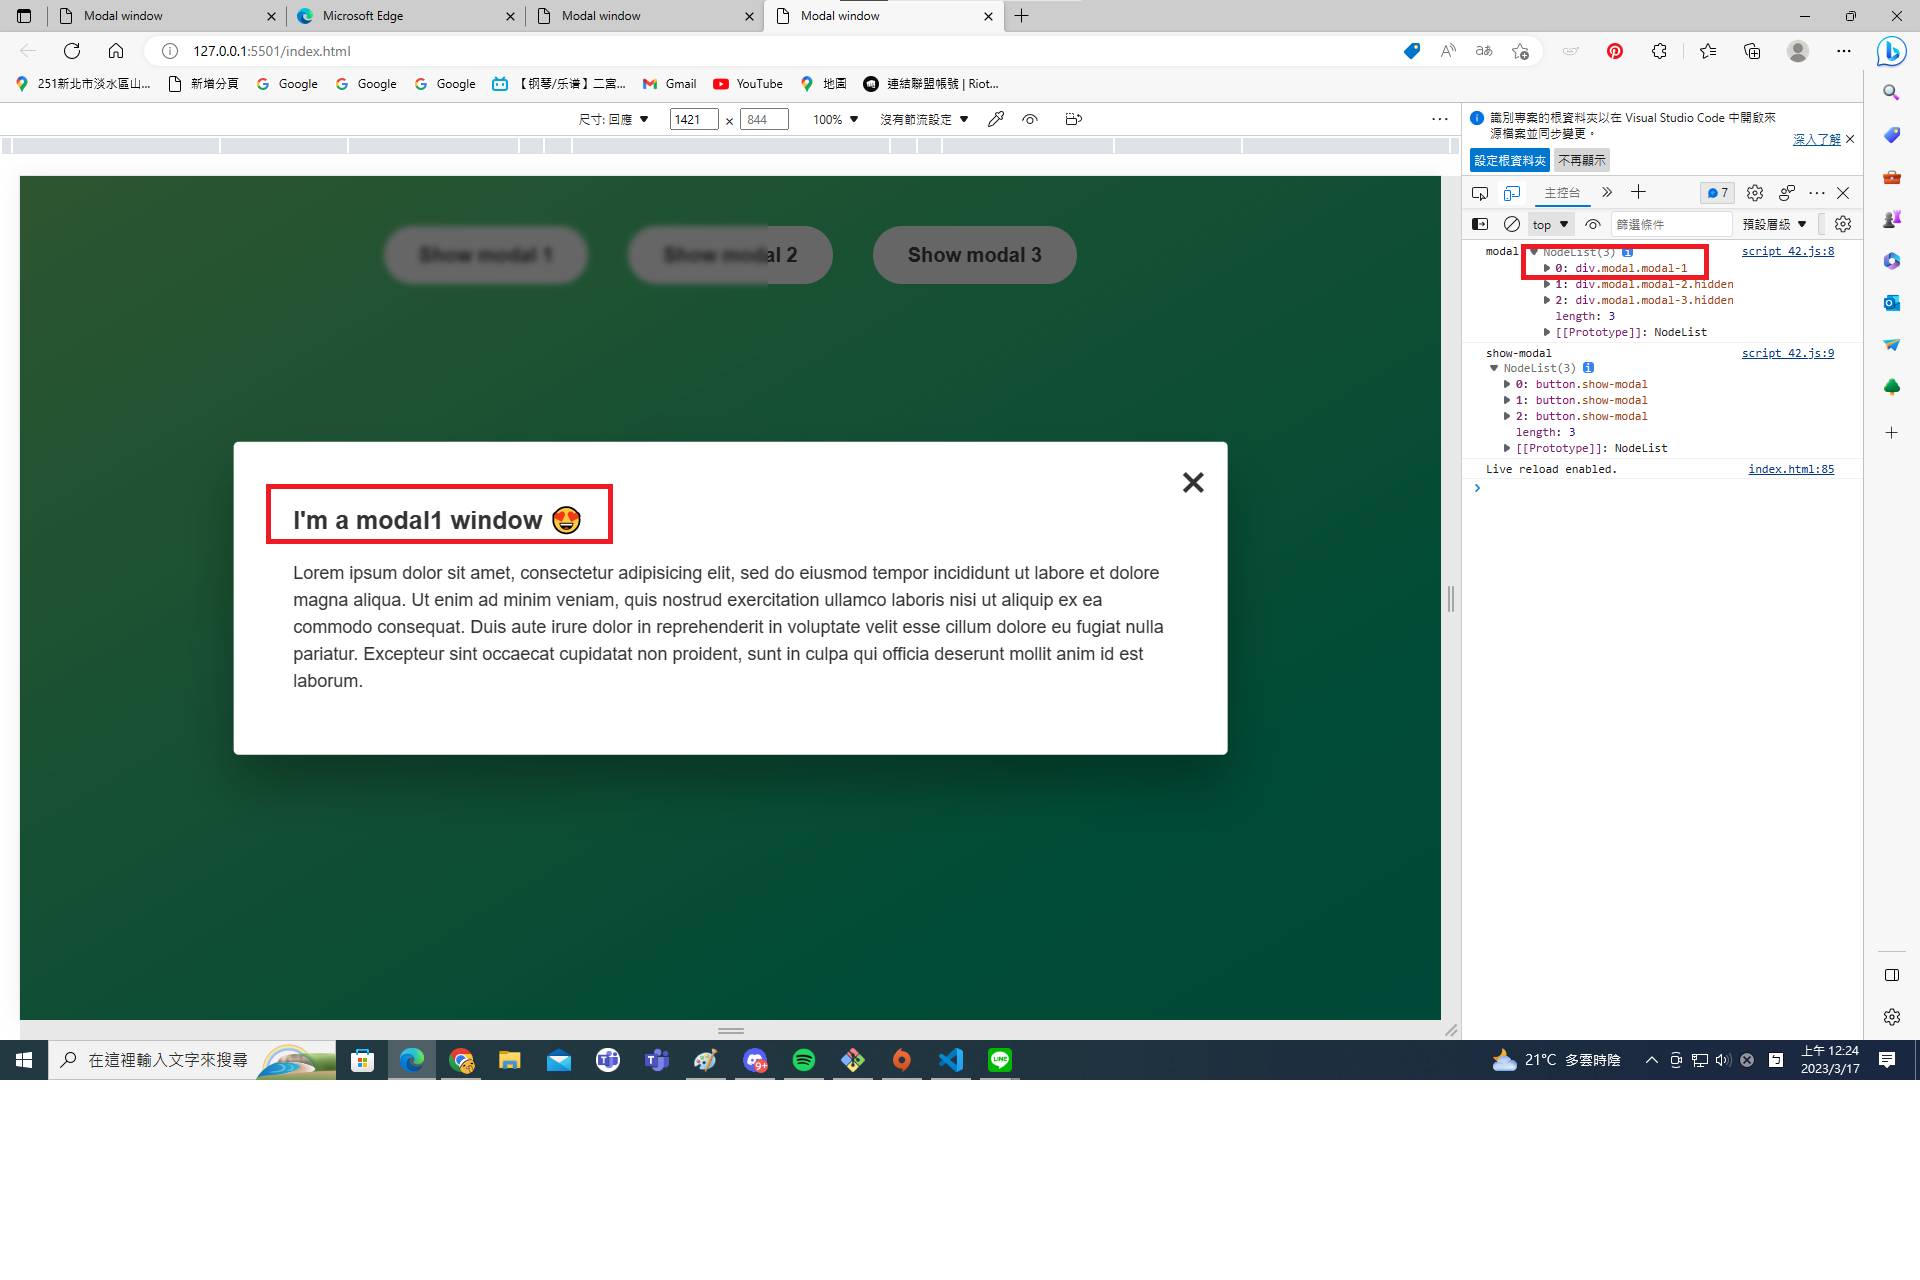 Modal window
Microsoft Edge
Modal window
Modal window
127.0.0.1:5501/index.html
251新北市淡水區山...
新增分頁
Google
Google
Google
【钢琴/乐谱】二宮...
Gmail
YouTube
地圖
連結聯盟帳號 | Riot...
尺寸: 回應
1421
×
844
100%
沒有節流設定
識別專案的根資料夾以在 Visual Studio Code 中開啟來
源檔案並同步變更。
深入了解
設定根資料夾
不再顯示
主控台
7
top
篩選條件
預設層級
Show modal 1
Show modal 2
Show modal 3
modal
NodeList(3)
script 42.js:8
0: div.modal.modal-1
1: div.modal.modal-2.hidden
2: div.modal.modal-3.hidden
length: 3
[[Prototype]]: NodeList
show-modal
script 42.js:9
NodeList(3)
0: button.show-modal
1: button.show-modal
2: button.show-modal
length: 3
[[Prototype]]: NodeList
Live reload enabled.
index.html:85
I'm a modal1 window 😍
Lorem ipsum dolor sit amet, consectetur adipisicing elit, sed do eiusmod tempor incididunt ut labore et dolore
magna aliqua. Ut enim ad minim veniam, quis nostrud exercitation ullamco laboris nisi ut aliquip ex ea
commodo consequat. Duis aute irure dolor in reprehenderit in voluptate velit esse cillum dolore eu fugiat nulla
pariatur. Excepteur sint occaecat cupidatat non proident, sunt in culpa qui officia deserunt mollit anim id est
laborum.
在這裡輸入文字來搜尋
9+
LINE
21°C 多雲時陰
上午 12:24
2023/3/17